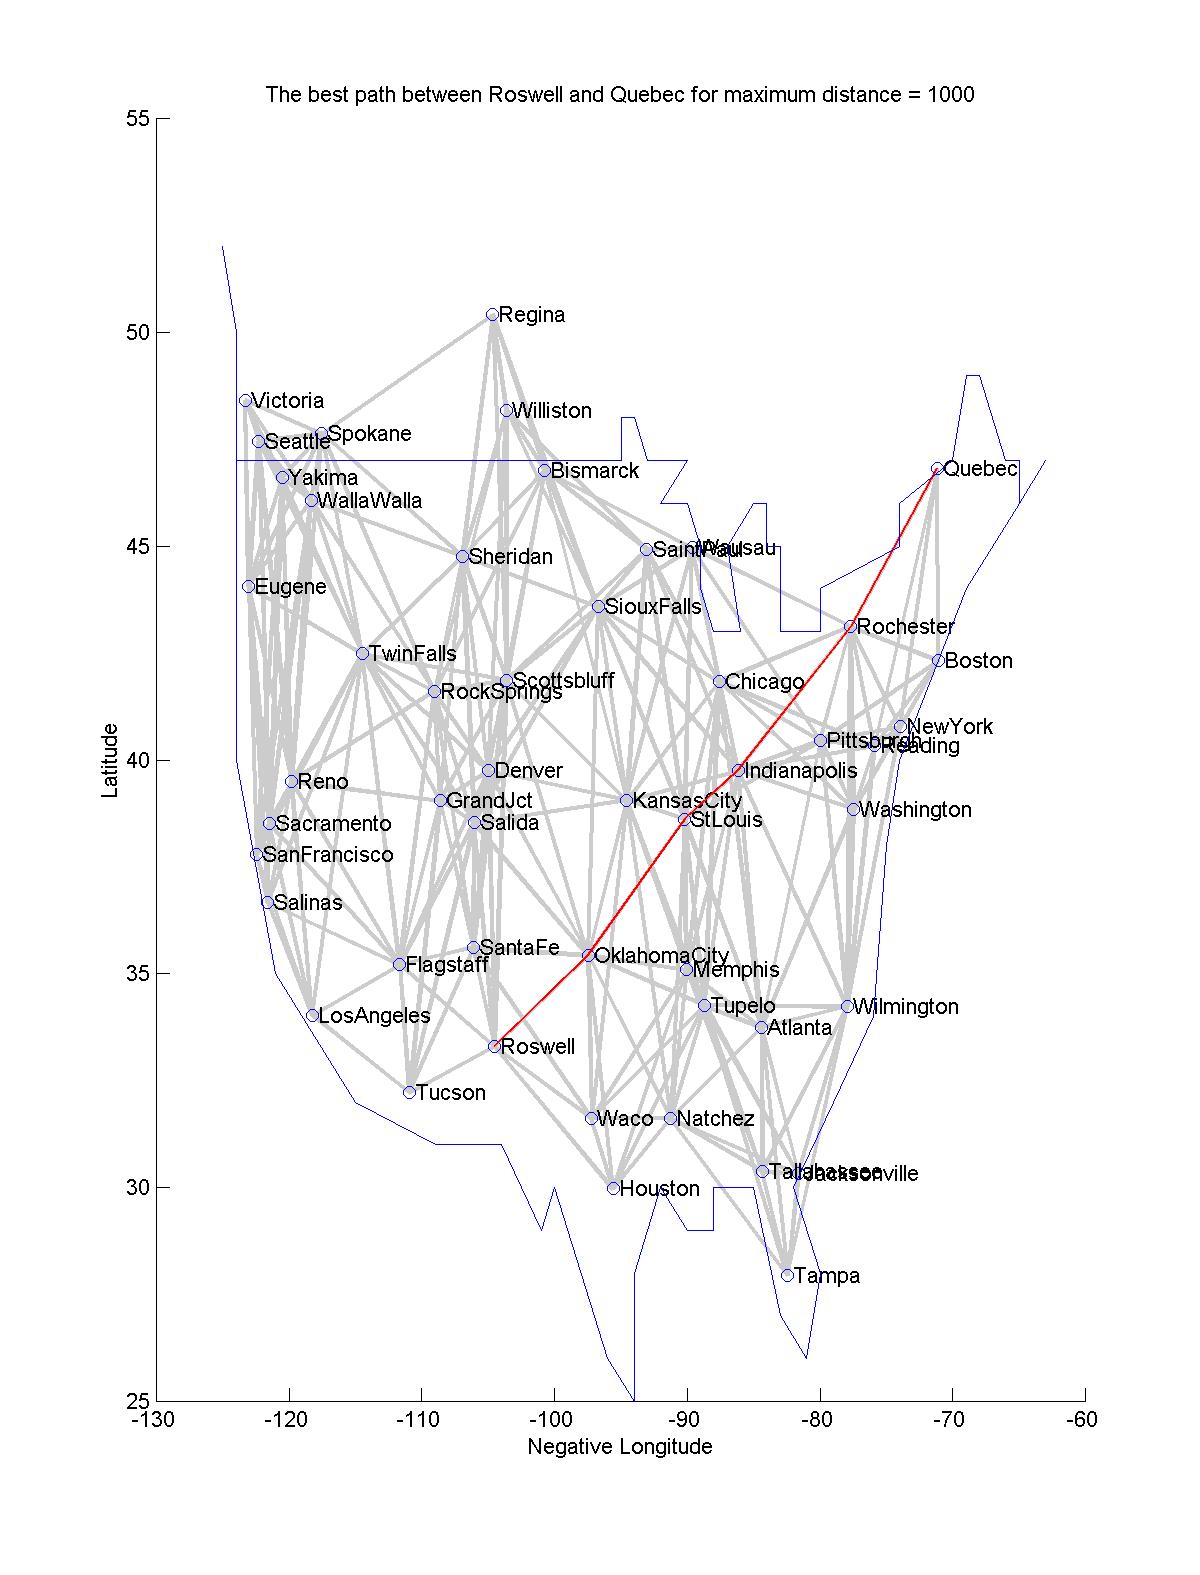 The best path between Roswell and Quebec for maximum distance = 1000
55
50
45
40
35
30
25
-130
-120
-110
-100
-90
-80
-70
-60
Negative Longitude
Latitude
Regina
Victoria
Williston
Spokane
Seattle
Quebec
Bismarck
Yakima
WallaWalla
SaintPaul
Wausau
Sheridan
Eugene
SiouxFalls
Rochester
TwinFalls
Boston
Scottsbluff
Chicago
RockSprings
NewYork
Pittsburgh
Reading
Denver
Indianapolis
Reno
GrandJct
KansasCity
Washington
Salida
StLouis
Sacramento
SanFrancisco
Salinas
SantaFe
OklahomaCity
Flagstaff
Memphis
Tupelo
Wilmington
LosAngeles
Atlanta
Roswell
Tucson
Waco
Natchez
Tallahassee
Jacksonville
Houston
Tampa